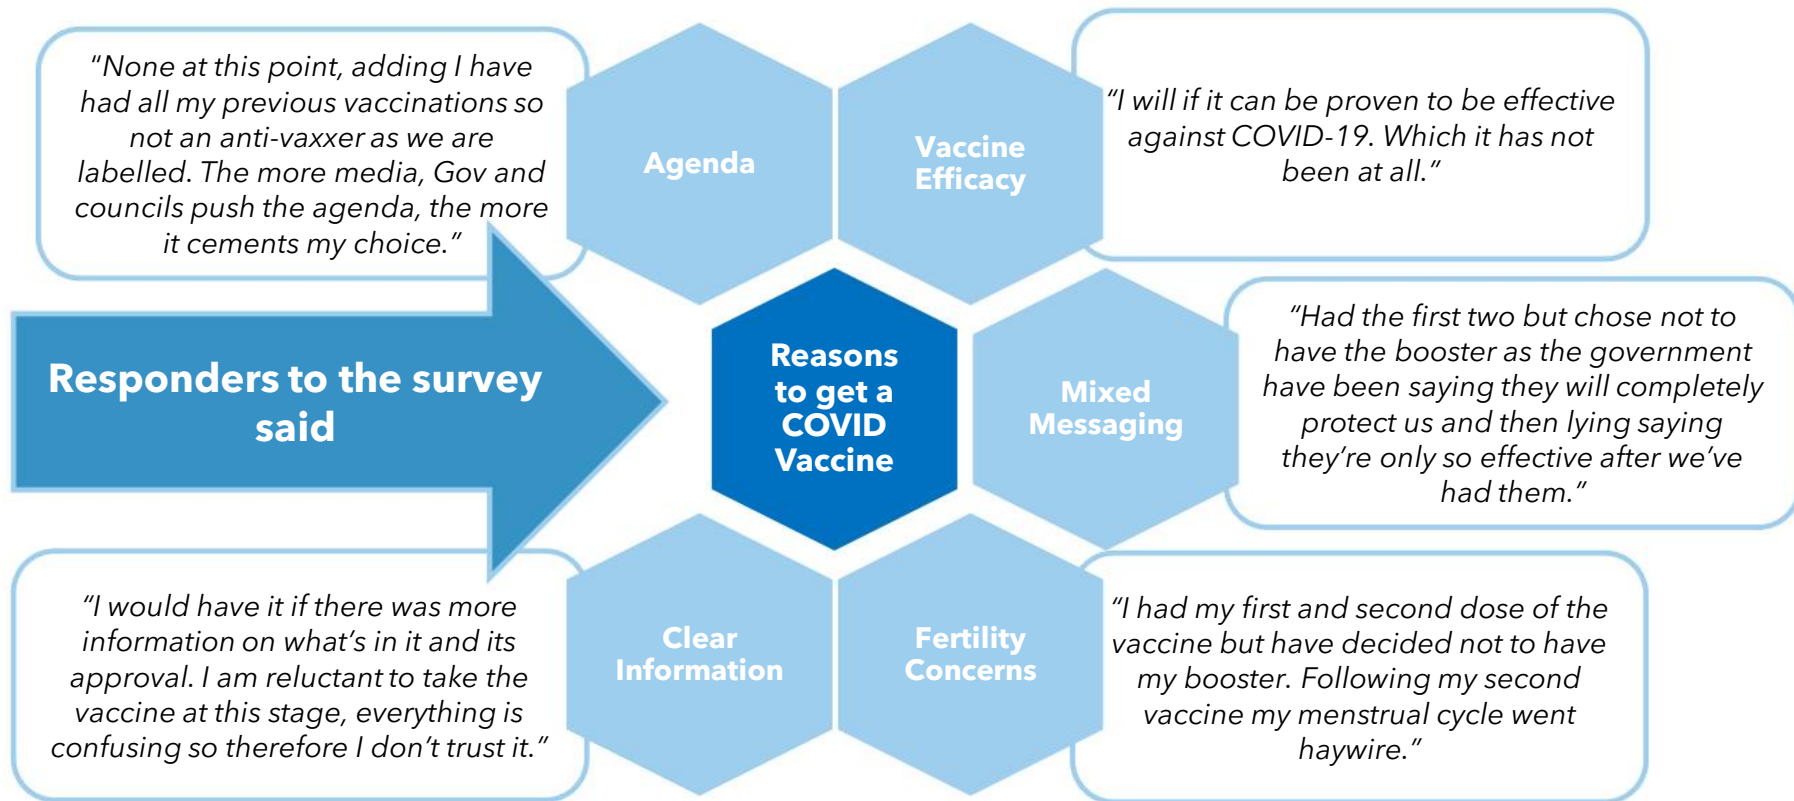 “None at this point, adding I have
had all my previous vaccinations so
not an anti-vaxxer as we are
labelled. The more media, Gov and
councils push the agenda, the more
it cements my choice.”
Agenda
Vaccine
Efficacy
“I will if it can be proven to be effective
against COVID-19. Which it has not
been at all.”
Responders to the survey
said
Reasons
to get a
COVID
Vaccine
Mixed
Messaging
“Had the first two but chose not to
have the booster as the government
have been saying they will completely
protect us and then lying saying
they’re only so effective after we’ve
had them.”
“I would have it if there was more
information on what’s in it and its
approval. I am reluctant to take the
vaccine at this stage, everything is
confusing so therefore I don’t trust it.”
Clear
Information
Fertility
Concerns
“I had my first and second dose of the
vaccine but have decided not to have
my booster. Following my second
vaccine my menstrual cycle went
haywire.”